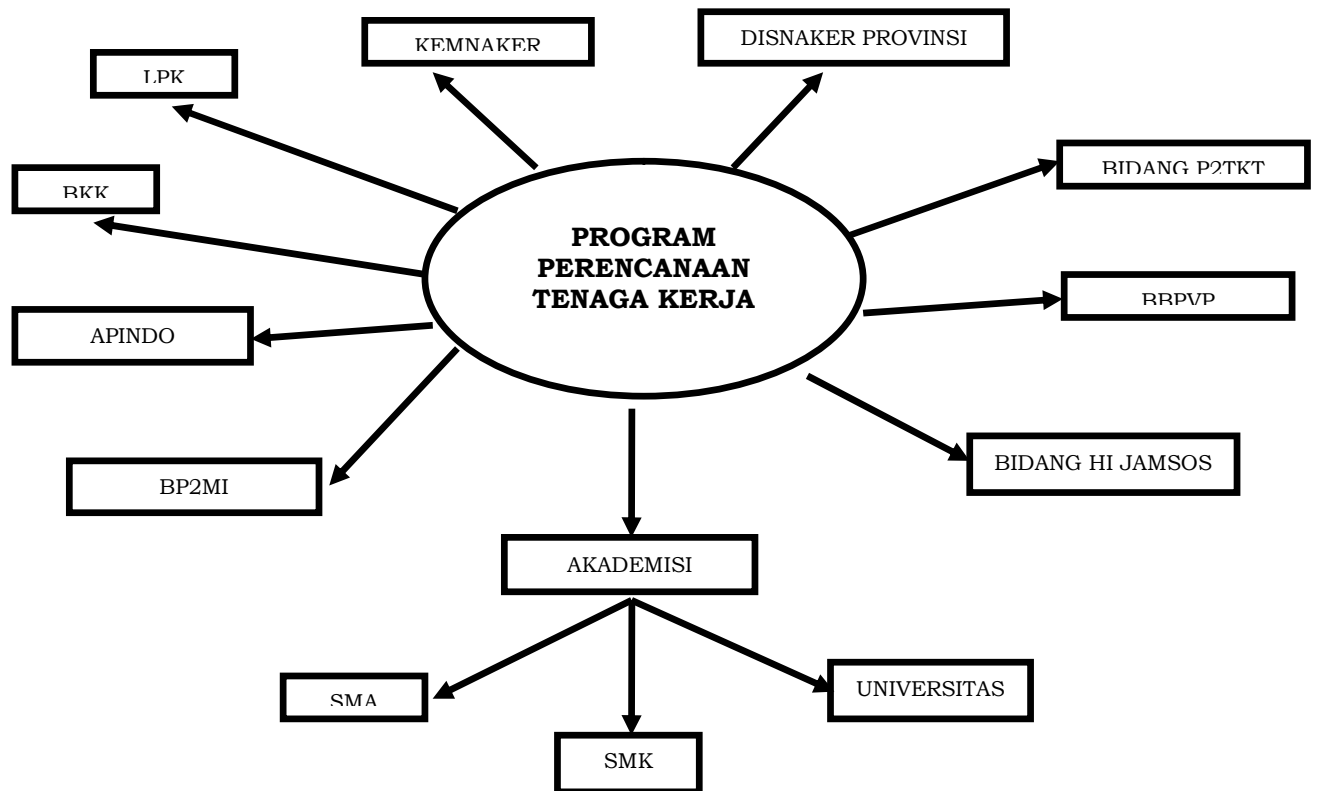 KEMNAKER
DISNAKER PROVINSI
LPK
BIDANG P2TKT
BKK
PROGRAM
PERENCANAAN
TENAGA KERJA
BBPVP
APINDO
BIDANG HI JAMSOS
BP2MI
AKADEMISI
SMA
UNIVERSITAS
SMK